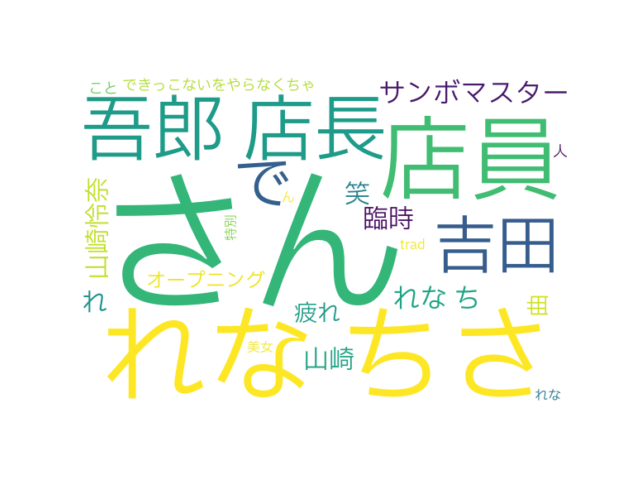 こと
できっこないをやらなくちゃ
サンボマスター
吾郎 店長
店員
人
で
ん
笑
山崎怜奈
さん
特別
臨時
吉田
trad
オープニング
れ
れな ち
疲れ
曲
れなちさ
美女
山崎
れな